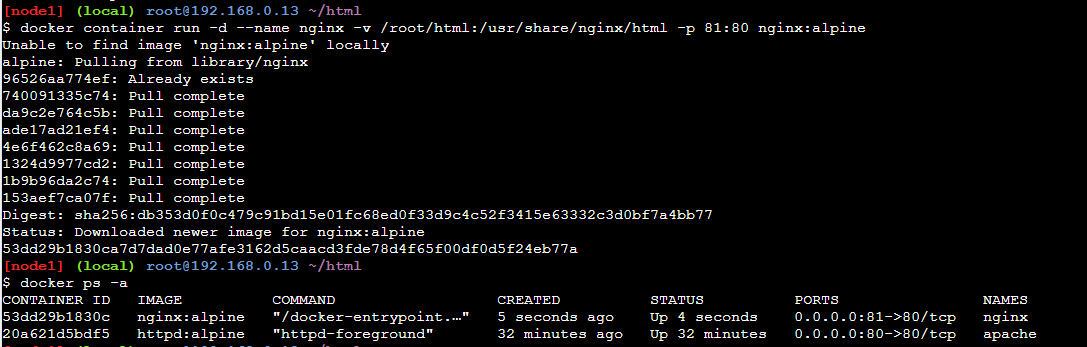 [node1] (local) root@192.168.0.13 ~/html
$ docker container run -d --name nginx -v /root/html:/usr/share/nginx/html -p 81:80 nginx:alpine
Unable to find image 'nginx:alpine' locally
alpine: Pulling from library/nginx
96526aa774ef: Already exists
740091335c74: Pull complete
da9c2e764c5b: Pull complete
ade17ad21ef4: Pull complete
4e6f462c8a69: Pull complete
1324d9977cd2: Pull complete
1b9b96da2c74: Pull complete
153aef7ca07f: Pull complete
Digest: sha256:db353d0f0c479c91bd15e01fc68ed0f33d9c4c52f3415e63332c3d0bf7a4bb77
Status: Downloaded newer image for nginx:alpine
53dd29b1830ca7d7dad0e77afe3162d5caacd3fde78d4f65f00df0d5f24eb77a
[node1] (local) root@192.168.0.13 ~/html
$ docker ps -a
CONTAINER ID   IMAGE          COMMAND                  CREATED          STATUS          PORTS                NAMES
53dd29b1830c   nginx:alpine   "/docker-entrypoint.…"   5 seconds ago    Up 4 seconds    0.0.0.0:81->80/tcp   nginx
20a621d5bdf5   httpd:alpine   "httpd-foreground"       32 minutes ago   Up 32 minutes   0.0.0.0:80->80/tcp   apache